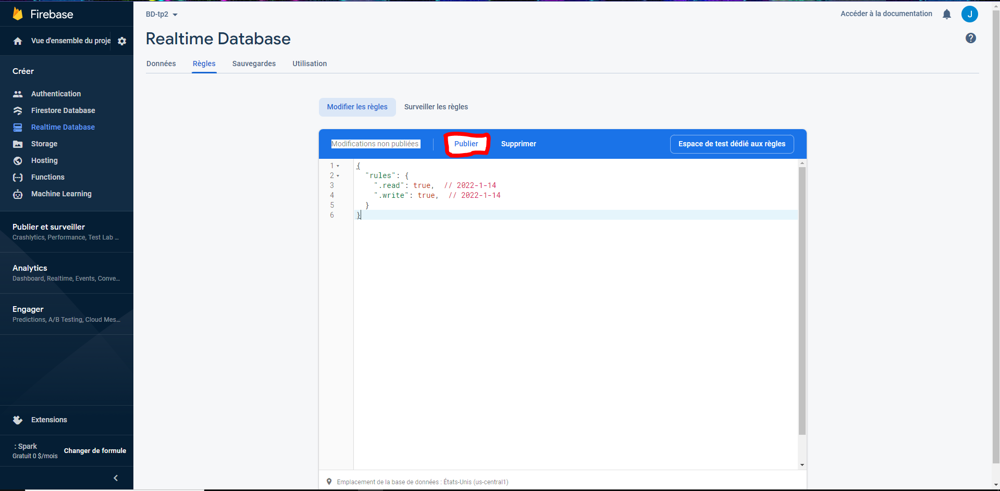 Firebase
Vue d'ensemble du proje
Créer
Authentication
Firestore Database
Realtime Database
Storage
Hosting
Functions
Machine Learning
Publier et surveiller
Crashlytics, Performance, Test Lab …
Analytics
Dashboard, Realtime, Events, Conve…
Engager
Predictions, A/B Testing, Cloud Mes…
Extensions
: Spark
Gratuit 0 $/mois
Changer de formule
BD-tp2
Accéder à la documentation
J
Realtime Database
?
Données Règles Sauvegardes Utilisation
Modifier les règles Surveiller les règles
Modifications non publiées Publier Supprimer Espace de test dédié aux règles
1 {
2 "rules": {
3 ".read": true, // 2022-1-14
4 ".write": true, // 2022-1-14
5 }
6 }
Emplacement de la base de données : États-Unis (us-central1)